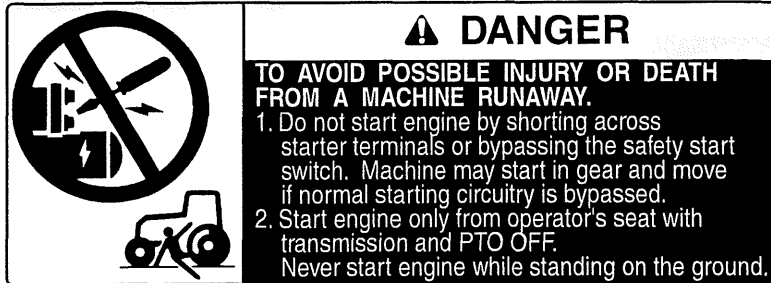 DANGER
TO AVOID POSSIBLE INJURY OR DEATH
FROM A MACHINE RUNAWAY.
1. Do not start engine by shorting across
starter terminals or bypassing the safety start
switch. Machine may start in gear and move
if normal starting circuitry is bypassed.
2. Start engine only from operator's seat with
transmission and PTO OFF.
Never start engine while standing on the ground.